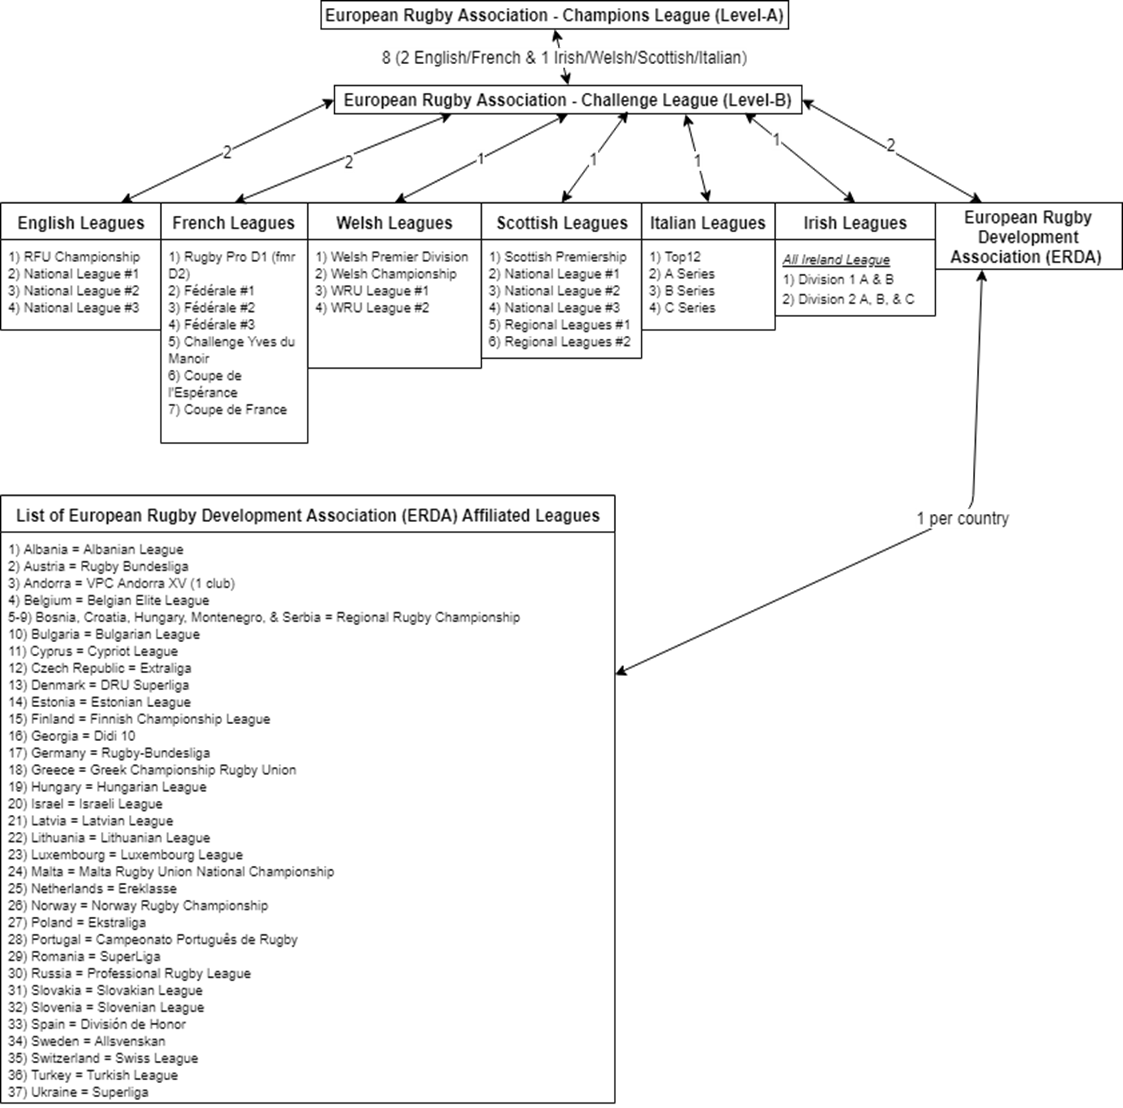 European Rugby Association - Champions League (Level-A)
8 (2 English/French & 1 Irish/Welsh/Scottish/Italian)
European Rugby Association - Challenge League (Level-B)
2
2
1
1
1
1
2
English Leagues
1) RFU Championship
2) National League #1
3) National League #2
4) National League #3
French Leagues
1) Rugby Pro D1 (fmr
D2)
2) Fédérale #1
3) Fédérale #2
4) Fédérale #3
5) Challenge Yves du
Manoir
6) Coupe de
l'Espérance
7) Coupe de France
Welsh Leagues
1) Welsh Premier Division
2) Welsh Championship
3) WRU League #1
4) WRU League #2
Scottish Leagues
1) Scottish Premiership
2) National League #1
3) National League #2
4) National League #3
5) Regional Leagues #1
6) Regional Leagues #2
Italian Leagues
1) Top12
2) A Series
3) B Series
4) C Series
Irish Leagues
All Ireland League
1) Division 1 A & B
2) Division 2 A, B, & C
European Rugby
Development
Association (ERDA)
1 per country
List of European Rugby Development Association (ERDA) Affiliated Leagues
1) Albania = Albanian League
2) Austria = Rugby Bundesliga
3) Andorra = VPC Andorra XV (1 club)
4) Belgium = Belgian Elite League
5-9) Bosnia, Croatia, Hungary, Montenegro, & Serbia = Regional Rugby Championship
10) Bulgaria = Bulgarian League
11) Cyprus = Cypriot League
12) Czech Republic = Extraliga
13) Denmark = DRU Superliga
14) Estonia = Estonian League
15) Finland = Finnish Championship League
16) Georgia = Didi 10
17) Germany = Rugby-Bundesliga
18) Greece = Greek Championship Rugby Union
19) Hungary = Hungarian League
20) Israel = Israeli League
21) Latvia = Latvian League
22) Lithuania = Lithuanian League
23) Luxembourg = Luxembourg League
24) Malta = Malta Rugby Union National Championship
25) Netherlands = Ereklasse
26) Norway = Norway Rugby Championship
27) Poland = Ekstraliga
28) Portugal = Campeonato Português de Rugby
29) Romania = SuperLiga
30) Russia = Professional Rugby League
31) Slovakia = Slovakian League
32) Slovenia = Slovenian League
33) Spain = División de Honor
34) Sweden = Allsvenskan
35) Switzerland = Swiss League
36) Turkey = Turkish League
37) Ukraine = Superliga